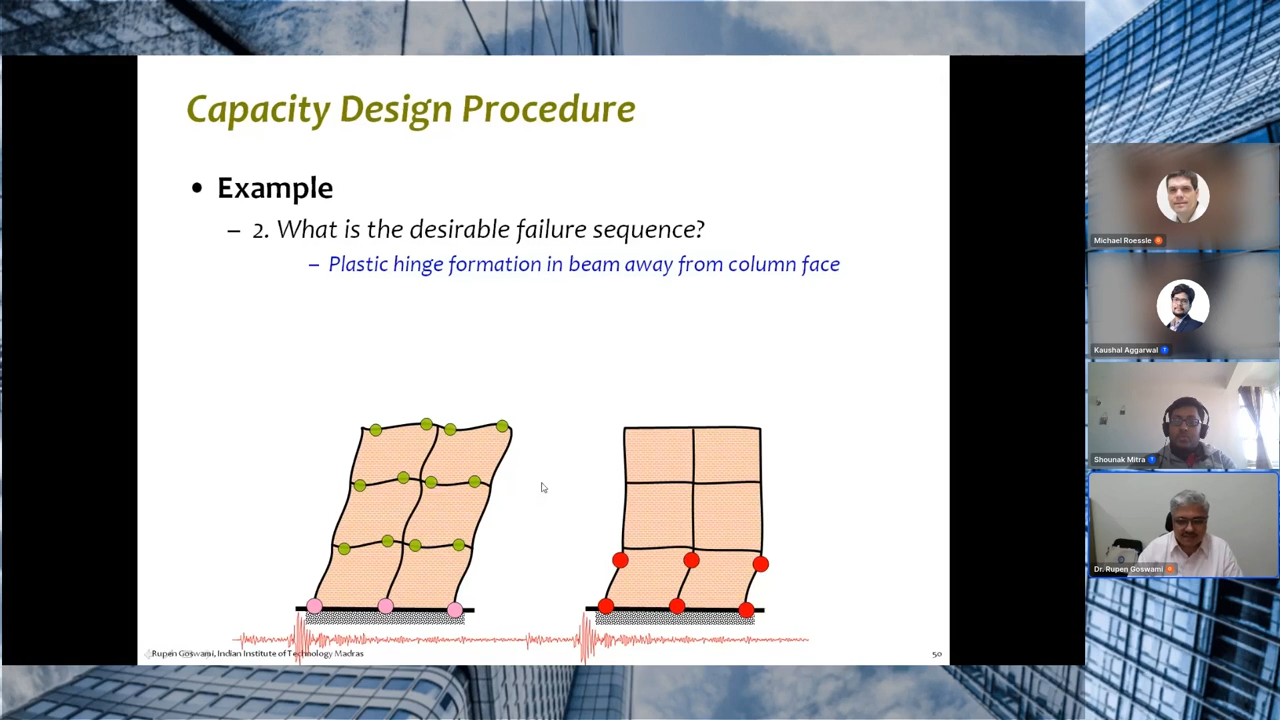 Capacity Design Procedure
• Example
– 2. What is the desirable failure sequence?
– Plastic hinge formation in beam away from column face
Rupen Goswami, Indian Institute of Technology Madras
50
Michael Roessle
Kaushal Aggarwal
Shounak Mitra
Dr. Rupen Goswami